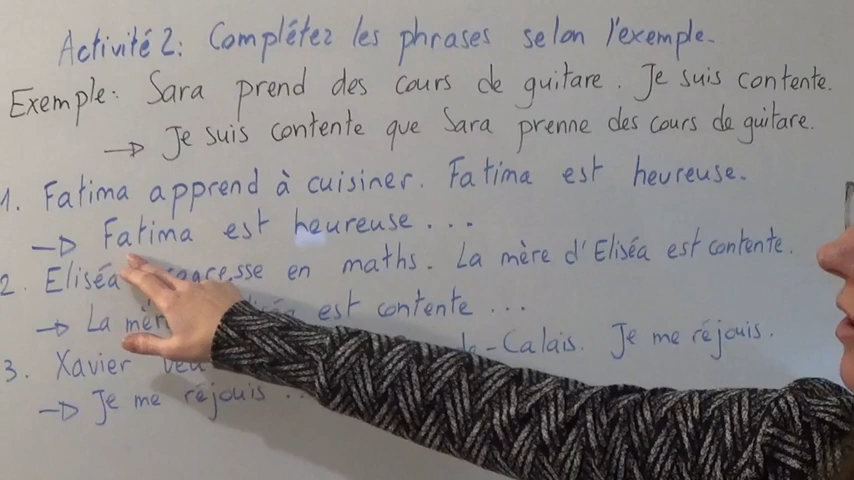 Activité 2: Complétez les phrases selon l'exemple.
Exemple: Sara prend des cours de guitare. Je suis contente.
→ Je suis contente que Sara prenne des cours de guitare.
1. Fatima apprend à cuisiner. Fatima est heureuse.
→ Fatima est heureuse...
2. Eliséa en maths. La mère d'Eliséa est contente.
→ La est contente ...
3. Xavier -Calais. Je me réjouis.
→ Je me réjouis ...